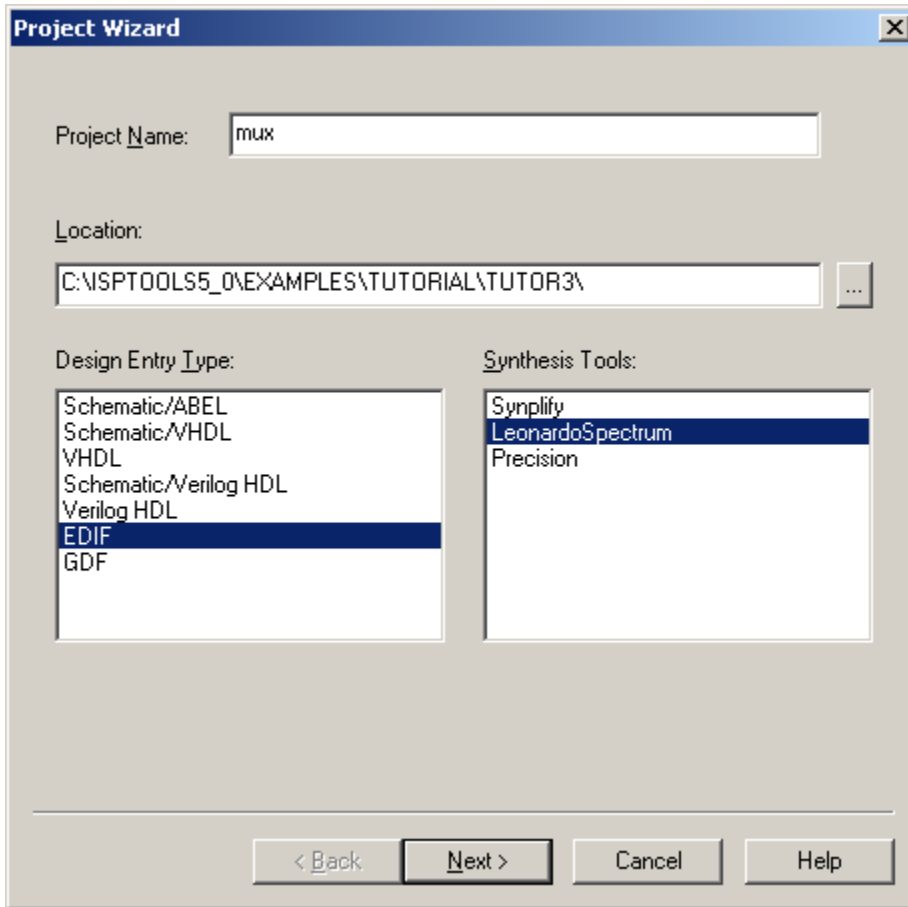 Project Wizard
Project Name: mux
Location:
C:\ISPTOOLS5_0\EXAMPLES\TUTORIAL\TUTOR3\ ...
Design Entry Type:
Schematic/ABEL
Schematic/VHDL
VHDL
Schematic/Verilog HDL
Verilog HDL
EDIF
GDF
Synthesis Tools:
Synplify
LeonardoSpectrum
Precision
< Back Next > Cancel Help